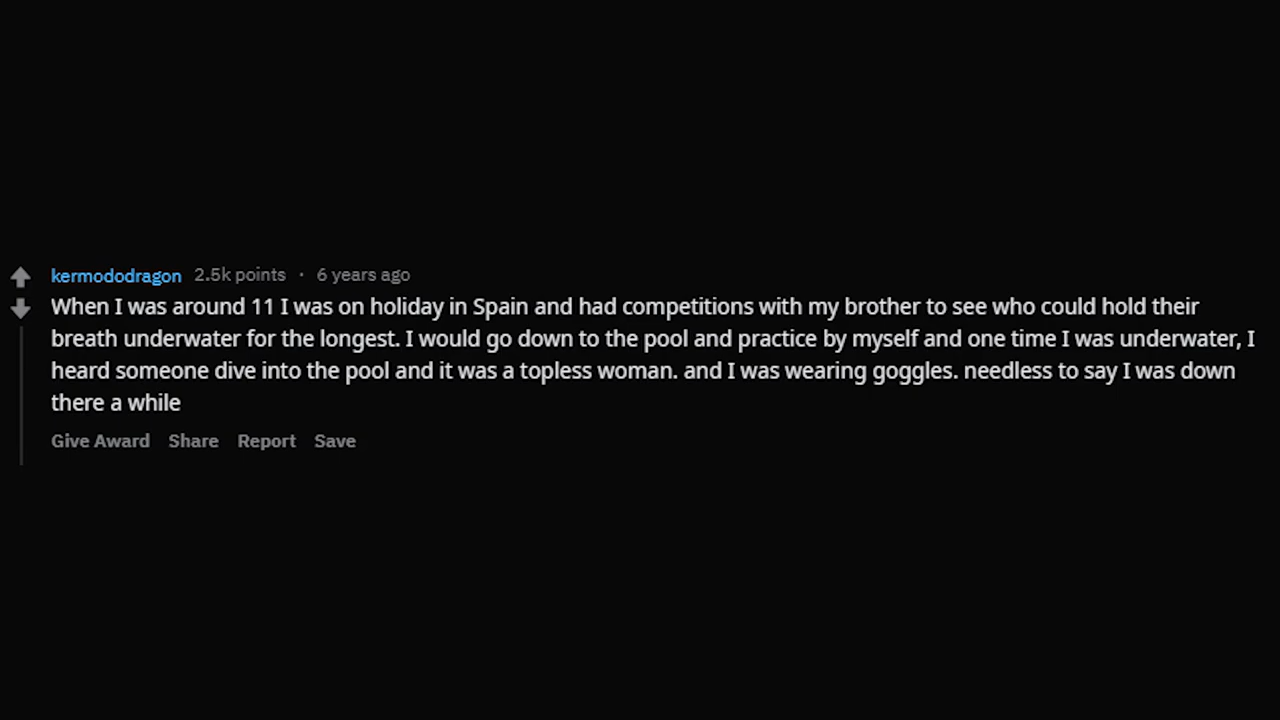 kermododragon 2.5k points · 6 years ago
When I was around 11 I was on holiday in Spain and had competitions with my brother to see who could hold their
breath underwater for the longest. I would go down to the pool and practice by myself and one time I was underwater, I
heard someone dive into the pool and it was a topless woman. and I was wearing goggles. needless to say I was down
there a while
Give Award Share Report Save